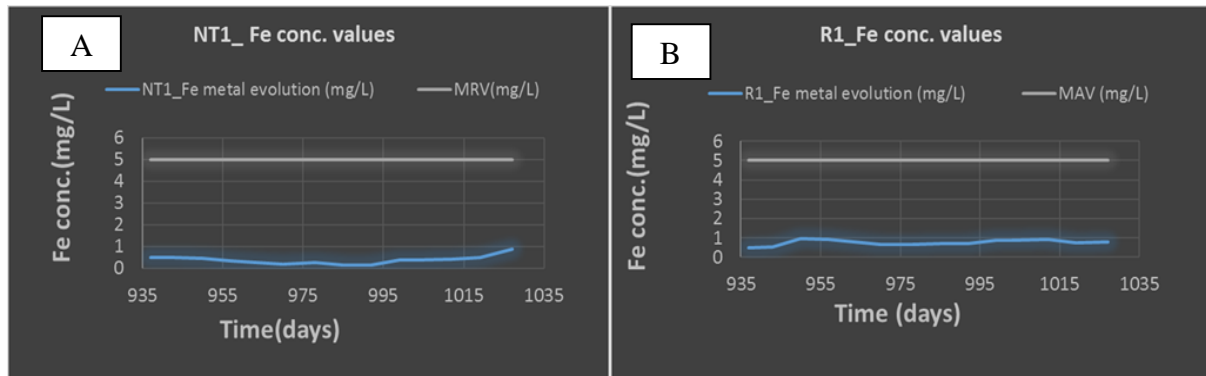 A
NT1_ Fe conc. values
NT1_Fe metal evolution (mg/L)
MRV(mg/L)
Fe conc.(mg/L)
6
5
4
3
2
1
0
935
955
975
995
1015
1035
Time(days)
B
R1_Fe conc. values
R1_Fe metal evolution (mg/L)
MAV (mg/L)
Fe conc.(mg/L)
6
5
4
3
2
1
0
935
955
975
995
1015
1035
Time (days)